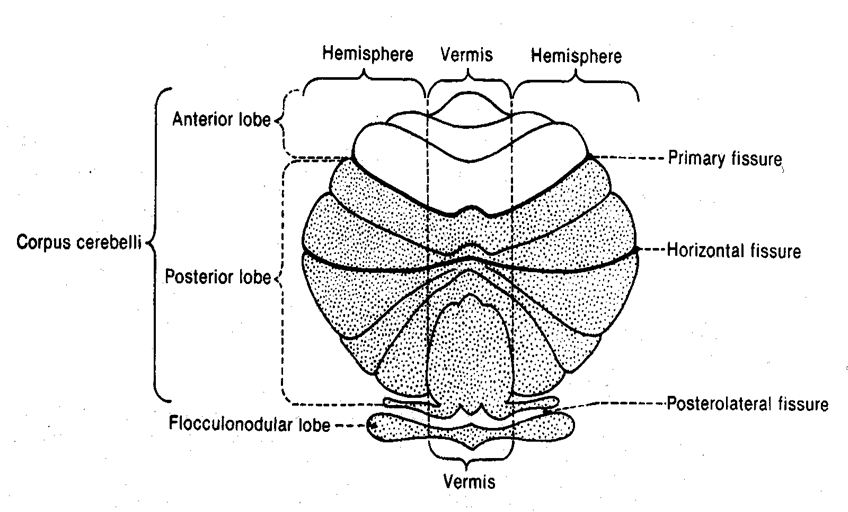 Hemisphere Vermis Hemisphere
Anterior lobe
Primary fissure
Corpus cerebelli
Horizontal fissure
Posterior lobe
Posterolateral fissure
Flocculonodular lobe
Vermis